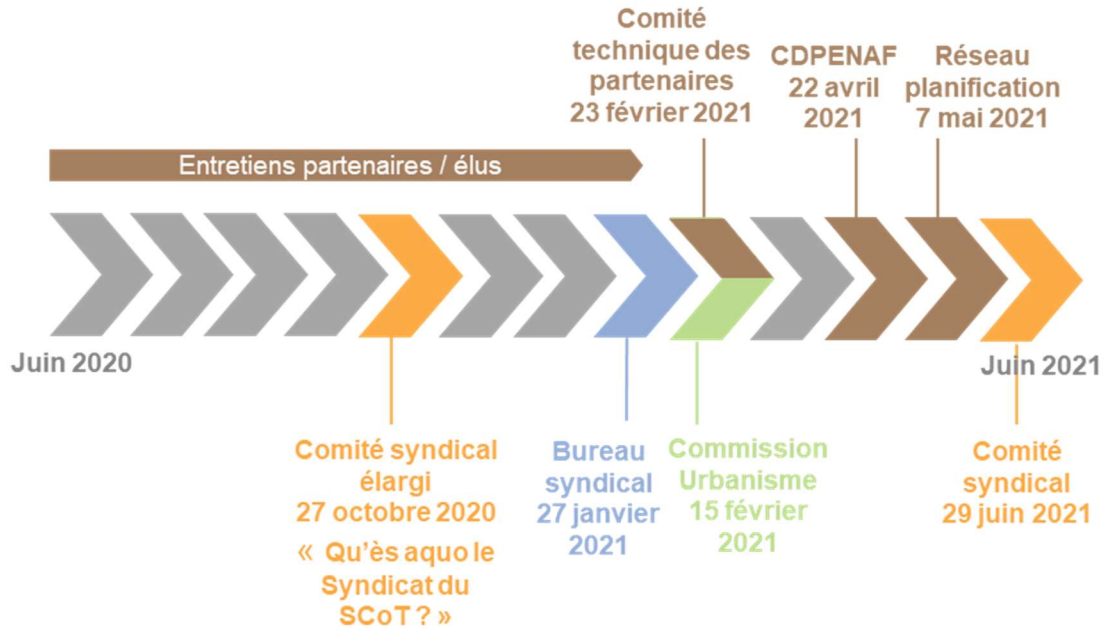 Comité
technique des
partenaires
23 février 2021
CDPENAF
22 avril
2021
Réseau
planification
7 mai 2021
Entretiens partenaires / élus
Juin 2020
Juin 2021
Comité syndical
élargi
27 octobre 2020
« Qu'ès aquo le
Syndicat du
SCoT ? »
Bureau
syndical
27 janvier
2021
Commission
Urbanisme
15 février
2021
Comité
syndical
29 juin 2021